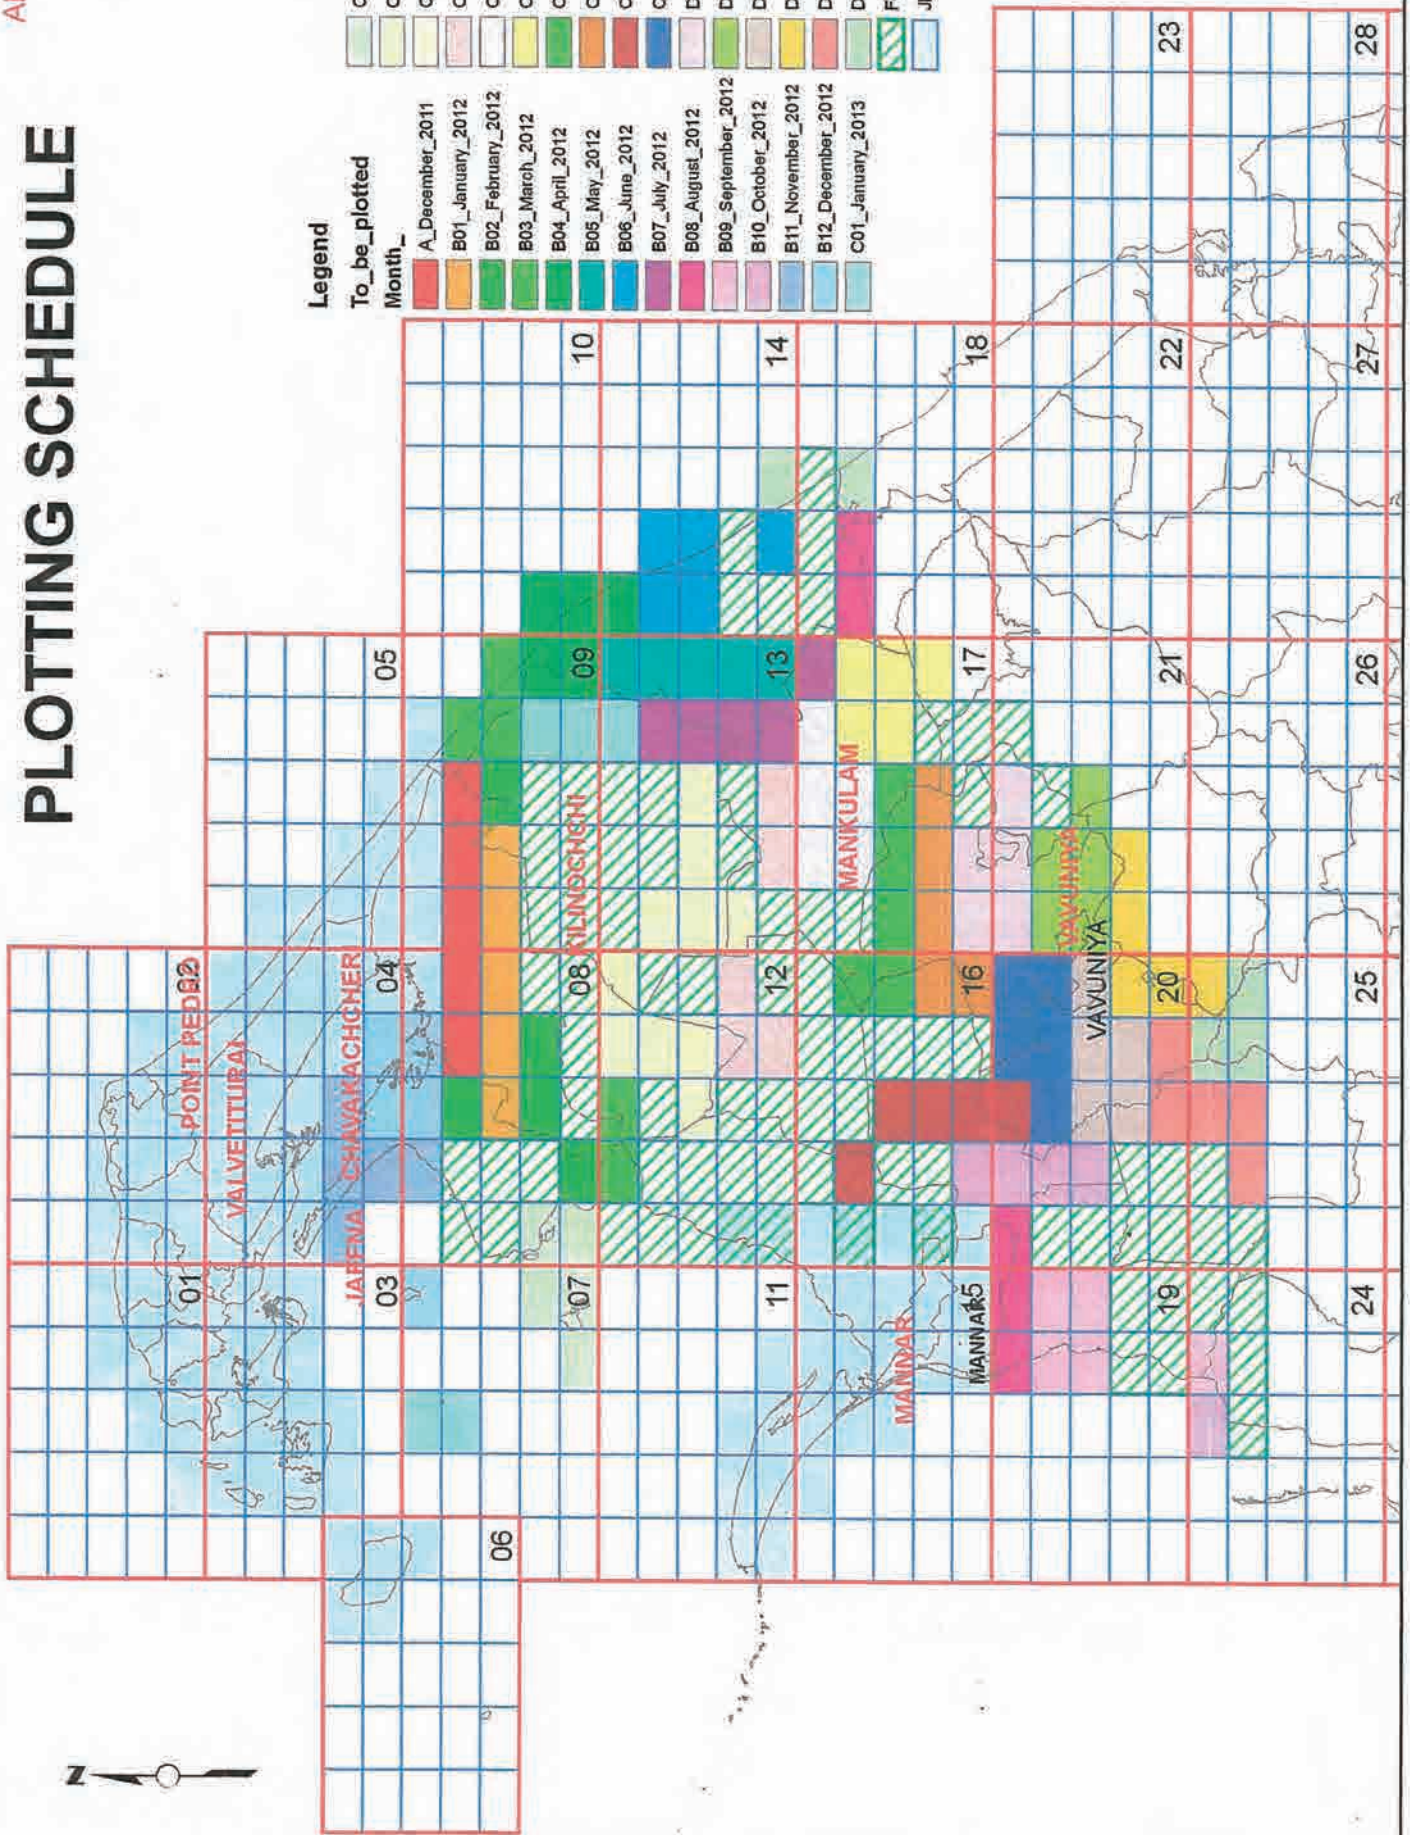 PLOTTING SCHEDULE
Legend
To_be_plotted
Month_
A_December_2011
B01_January_2012
B02_February_2012
B03_March_2012
B04_April_2012
B05_May_2012
B06_June_2012
B07_July_2012
B08_August_2012
B09_September_2012
B10_October_2012
B11_November_2012
B12_December_2012
C01_January_2013
N
01
02
POINT PEDRO
VALVETITURAI
JAFFNA
CHAVAKACHCHERI
03
04
05
06
07
08
KILINOCHCHI
09
10
11
12
13
14
MANKULAM
MANNAR
MANNAR
15
16
17
18
VAVUNIYA
VAVUNIYA
19
20
21
22
23
24
25
26
27
28